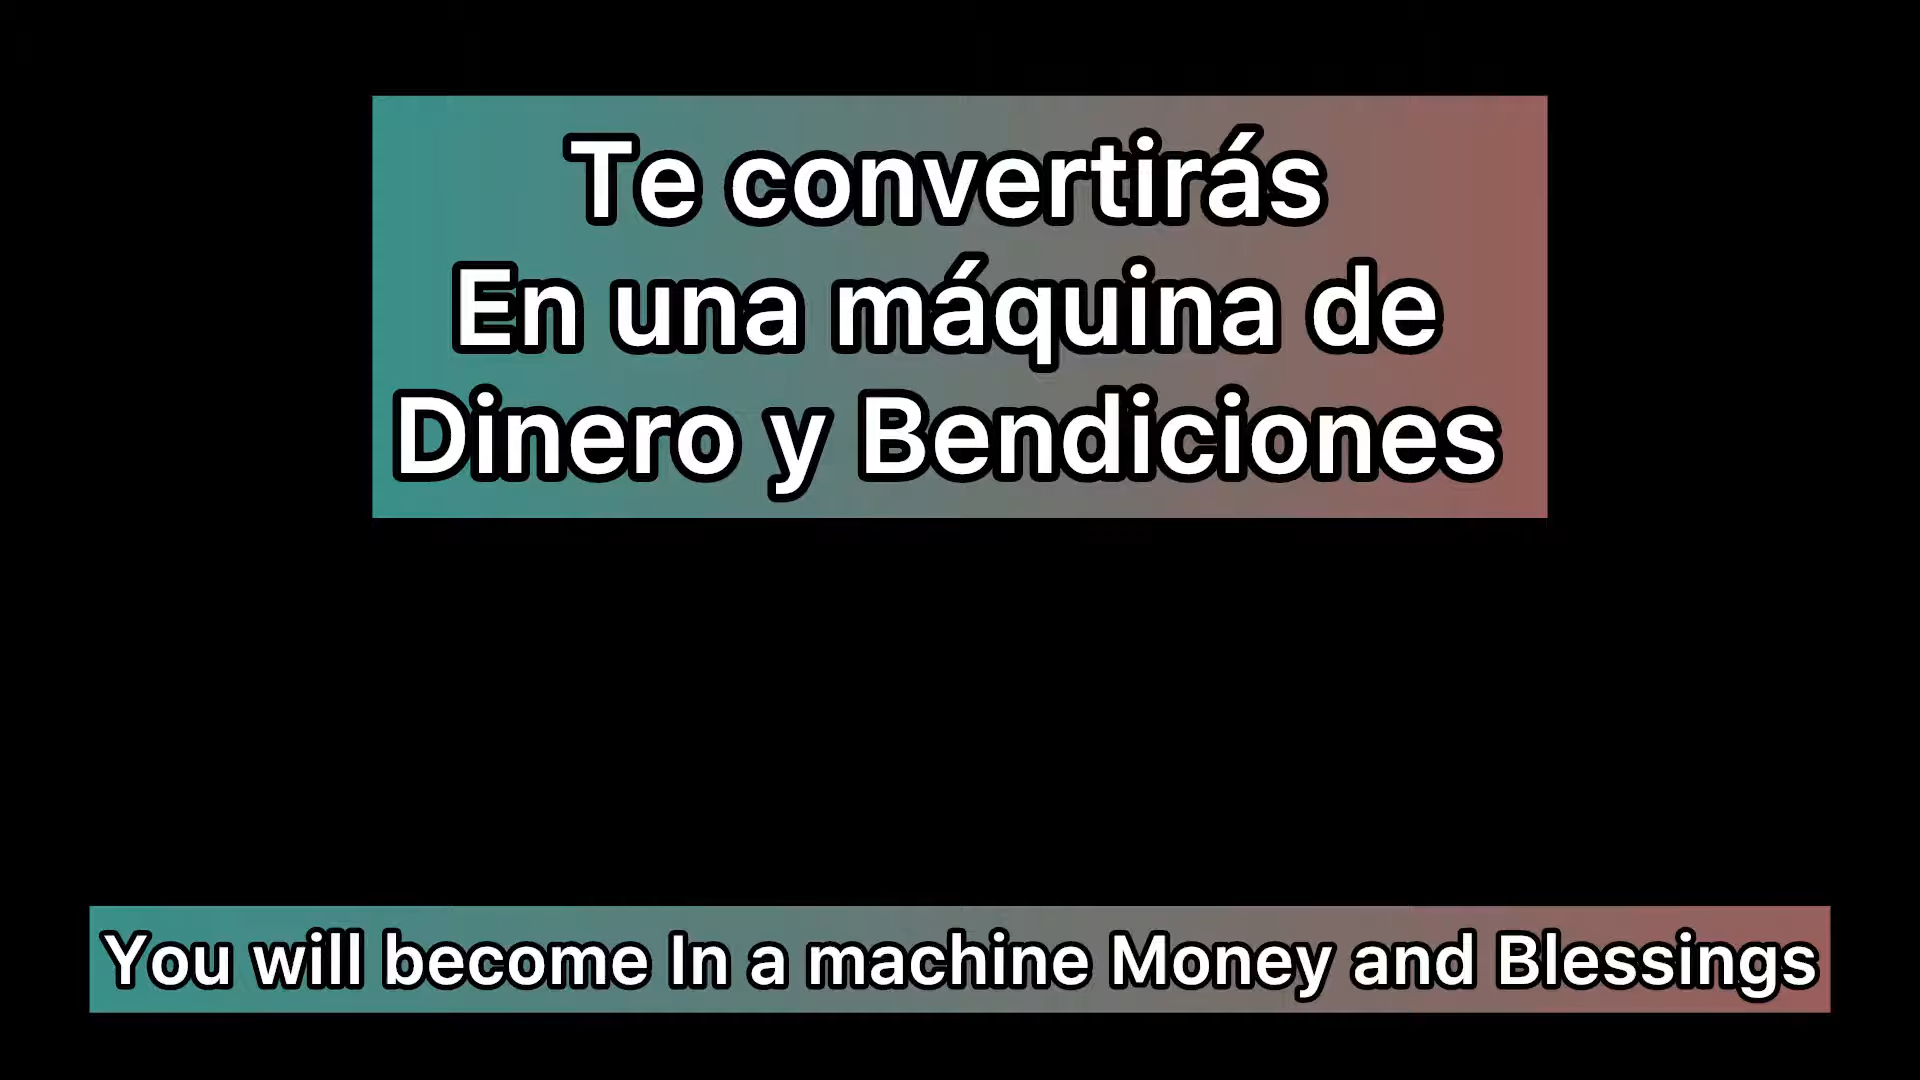 Te convertirás
En una máquina de
Dinero y Bendiciones
You will become In a machine Money and Blessings